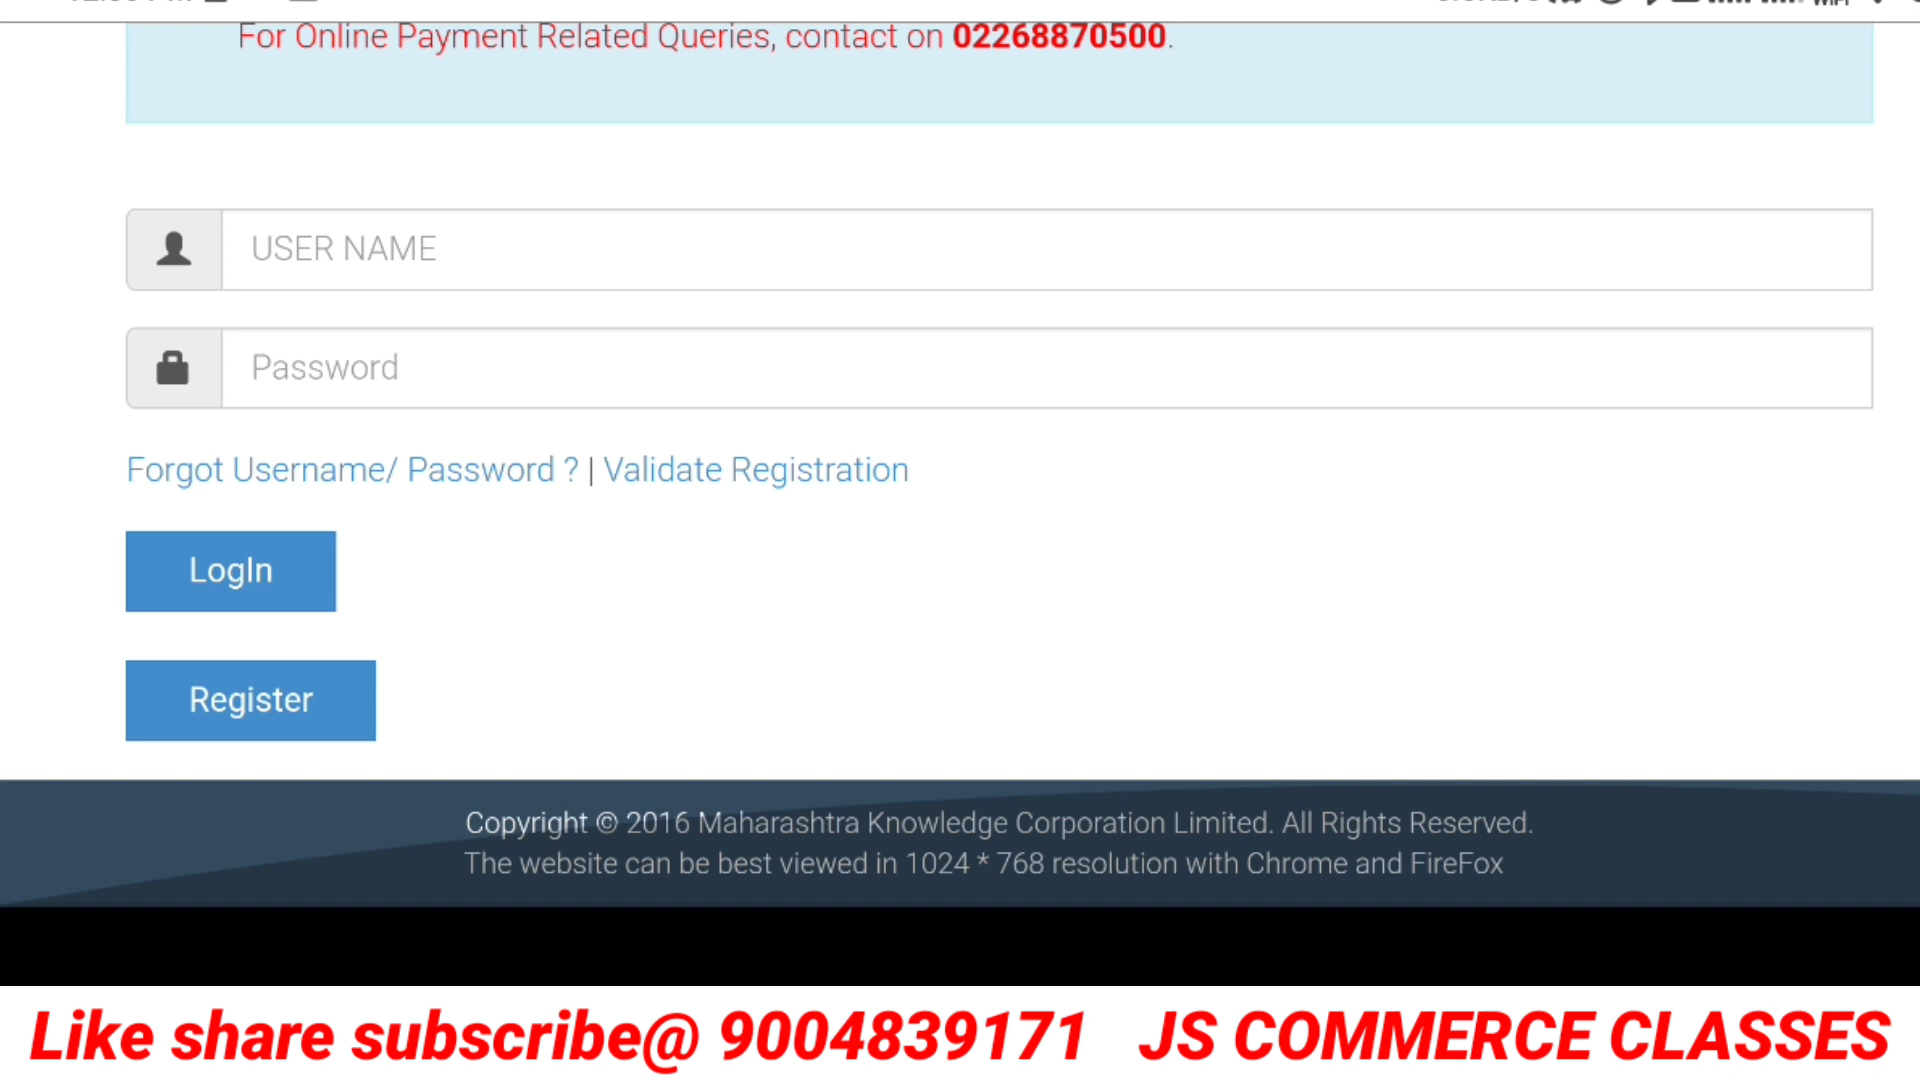 For Online Payment Related Queries, contact on 02268870500.
USER NAME
Password
Forgot Username/ Password ? | Validate Registration
LogIn
Register
Copyright © 2016 Maharashtra Knowledge Corporation Limited. All Rights Reserved.
The website can be best viewed in 1024 * 768 resolution with Chrome and FireFox
Like share subscribe@ 9004839171 JS COMMERCE CLASSES